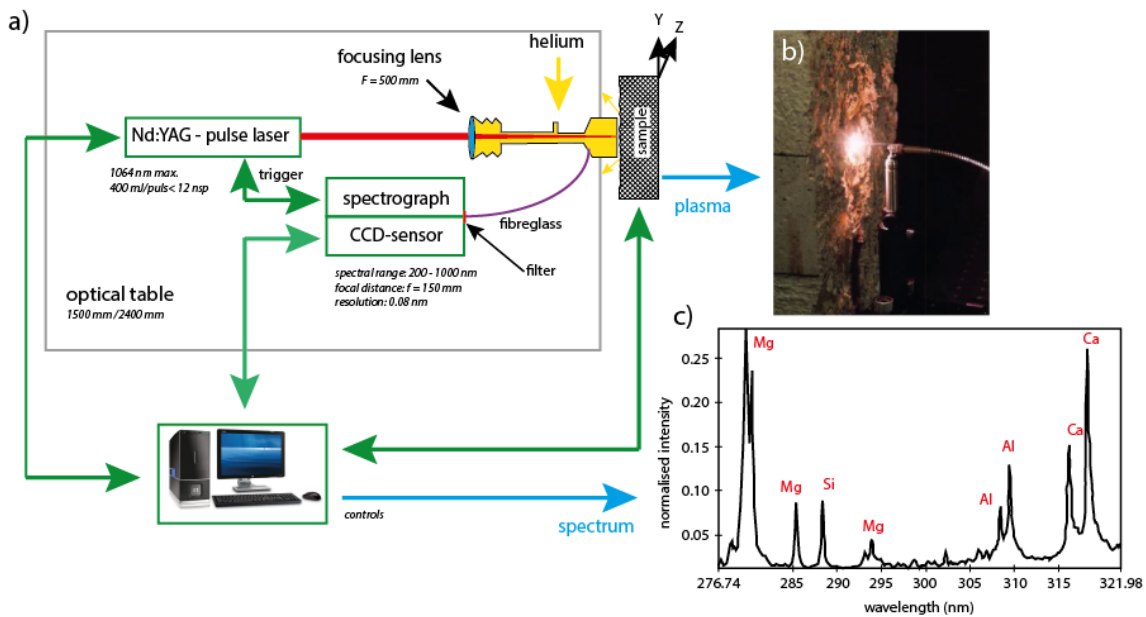 a)
focusing lens
F = 500 mm
helium
Y
Z
b)
Nd:YAG - pulse laser
1064 nm max.
400 ml/puls< 12 nsp
trigger
sample
spectrograph
CCD-sensor
fibreglass
filter
plasma
spectral range: 200 - 1000 nm
focal distance: f = 150 mm
resolution: 0.08 nm
optical table
1500 mm /2400 mm
controls
spectrum
c)
normalised intensity
0.25
0.20
0.15
0.10
0.05
Mg
Mg
Si
Mg
Al
Al
Ca
Ca
276.74
285
290
295
300
305
310
315
321.98
wavelength (nm)